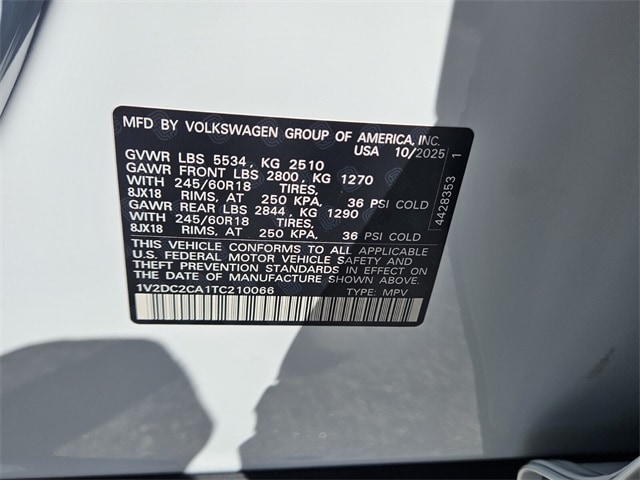 MFD BY VOLKSWAGEN GROUP OF AMERICA, INC.
USA 10/2025
GVWR LBS 5534, KG 2510
GAWR FRONT LBS 2800, KG 1270
WITH 245/60R18 TIRES,
8JX18 RIMS, AT 250 KPA. 36 PSI COLD
GAWR REAR LBS 2844, KG 1290
WITH 245/60R18 TIRES,
8JX18 RIMS, AT 250 KPA. 36 PSI COLD
THIS VEHICLE CONFORMS TO ALL APPLICABLE
U.S. FEDERAL MOTOR VEHICLE SAFETY AND
THEFT PREVENTION STANDARDS IN EFFECT ON
THE DATE OF MANUFACTURE SHOWN ABOVE.
1V2DC2CA1TC210066 TYPE: MPV
4428353 1